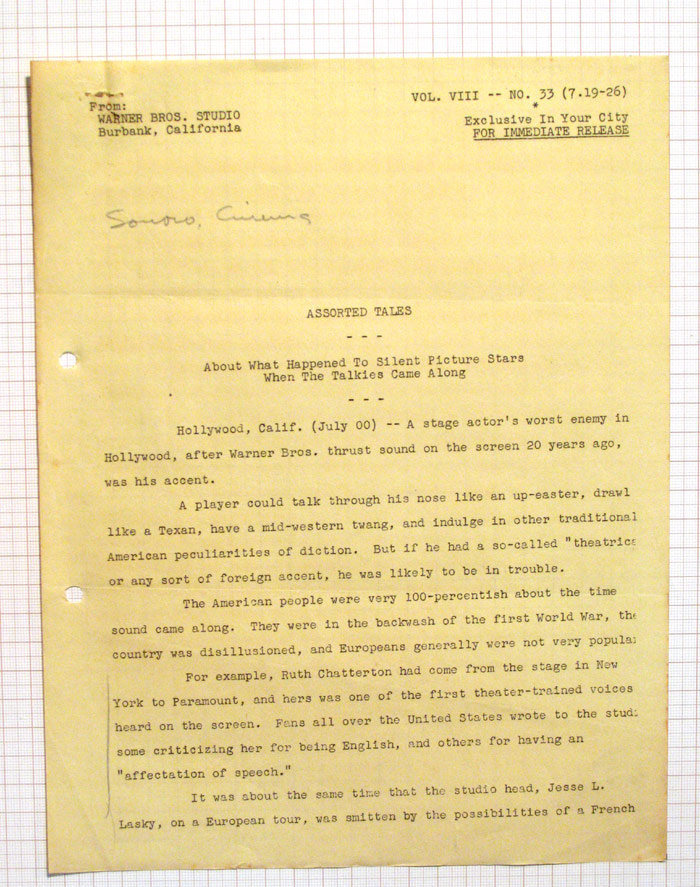 From:
WARNER BROS. STUDIO
Burbank, California
VOL. VIII -- NO. 33 (7.19-26)
*
Exclusive In Your City
FOR IMMEDIATE RELEASE
Sonoro, Cinema
ASSORTED TALES
- - -
About What Happened To Silent Picture Stars
When The Talkies Came Along
- - -
Hollywood, Calif. (July 00) -- A stage actor's worst enemy in
Hollywood, after Warner Bros. thrust sound on the screen 20 years ago,
was his accent.
A player could talk through his nose like an up-easter, drawl
like a Texan, have a mid-western twang, and indulge in other traditional
American peculiarities of diction. But if he had a so-called "theatric
or any sort of foreign accent, he was likely to be in trouble.
The American people were very 100-percentish about the time
sound came along. They were in the backwash of the first World War, the
country was disillusioned, and Europeans generally were not very popula
For example, Ruth Chatterton had come from the stage in New
York to Paramount, and hers was one of the first theater-trained voices
heard on the screen. Fans all over the United States wrote to the stud
some criticizing her for being English, and others for having an
"affectation of speech."
It was about the same time that the studio head, Jesse L.
Lasky, on a European tour, was smitten by the possibilities of a French